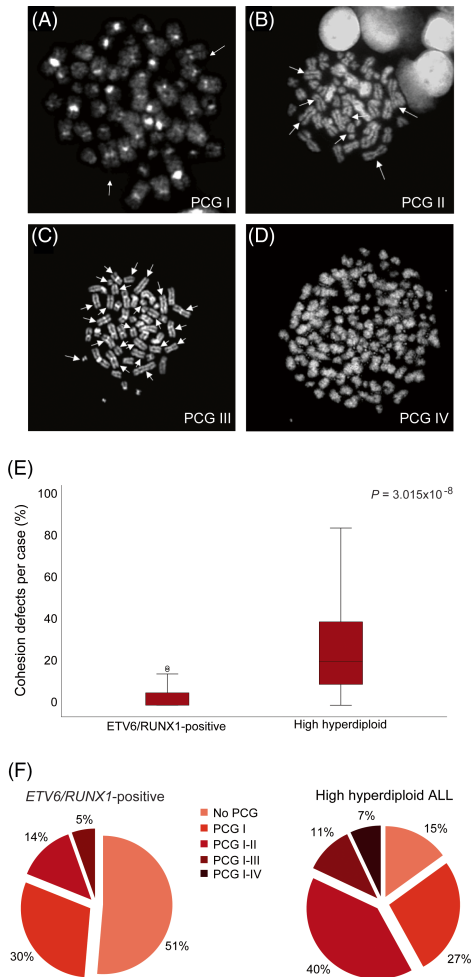 (A)
PCG I
(B)
PCG II
(C)
PCG III
(D)
PCG IV
(E)
P = 3.015x10-8
Cohesion defects per case (%)
100
80
60
40
20
0
ETV6/RUNX1-positive
High hyperdiploid
(F)
ETV6/RUNX1-positive
High hyperdiploid ALL
5%
14%
30%
51%
No PCG
PCG I
PCG I-II
PCG I-III
PCG I-IV
7%
11%
15%
40%
27%